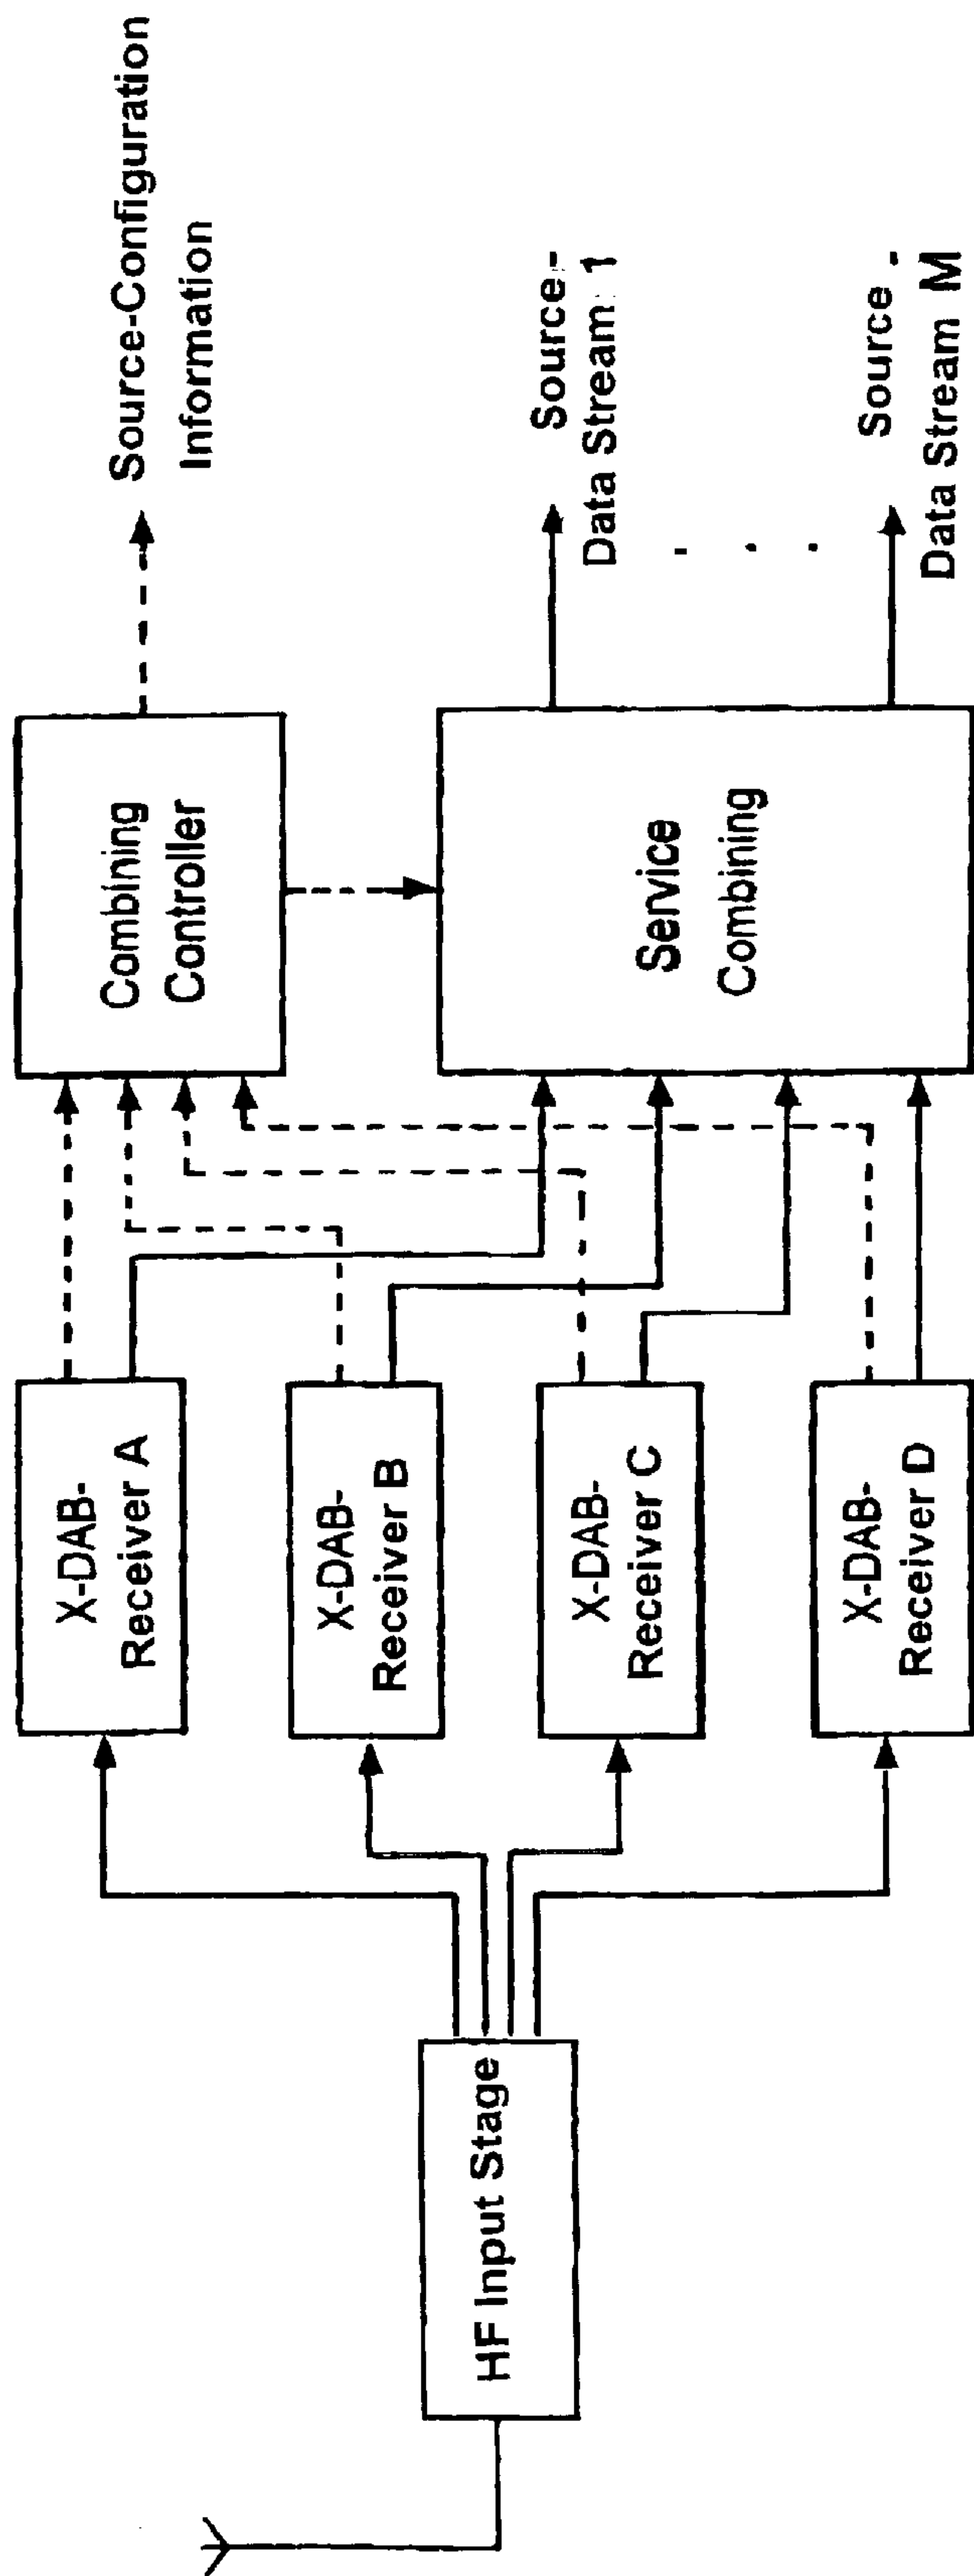 HF Input Stage
X-DAB-
Receiver A
X-DAB-
Receiver B
X-DAB-
Receiver C
X-DAB-
Receiver D
Combining
Controller
Service
Combining
Source-Configuration
Information
Source-
Data Stream 1
. . .
Source -
Data Stream M